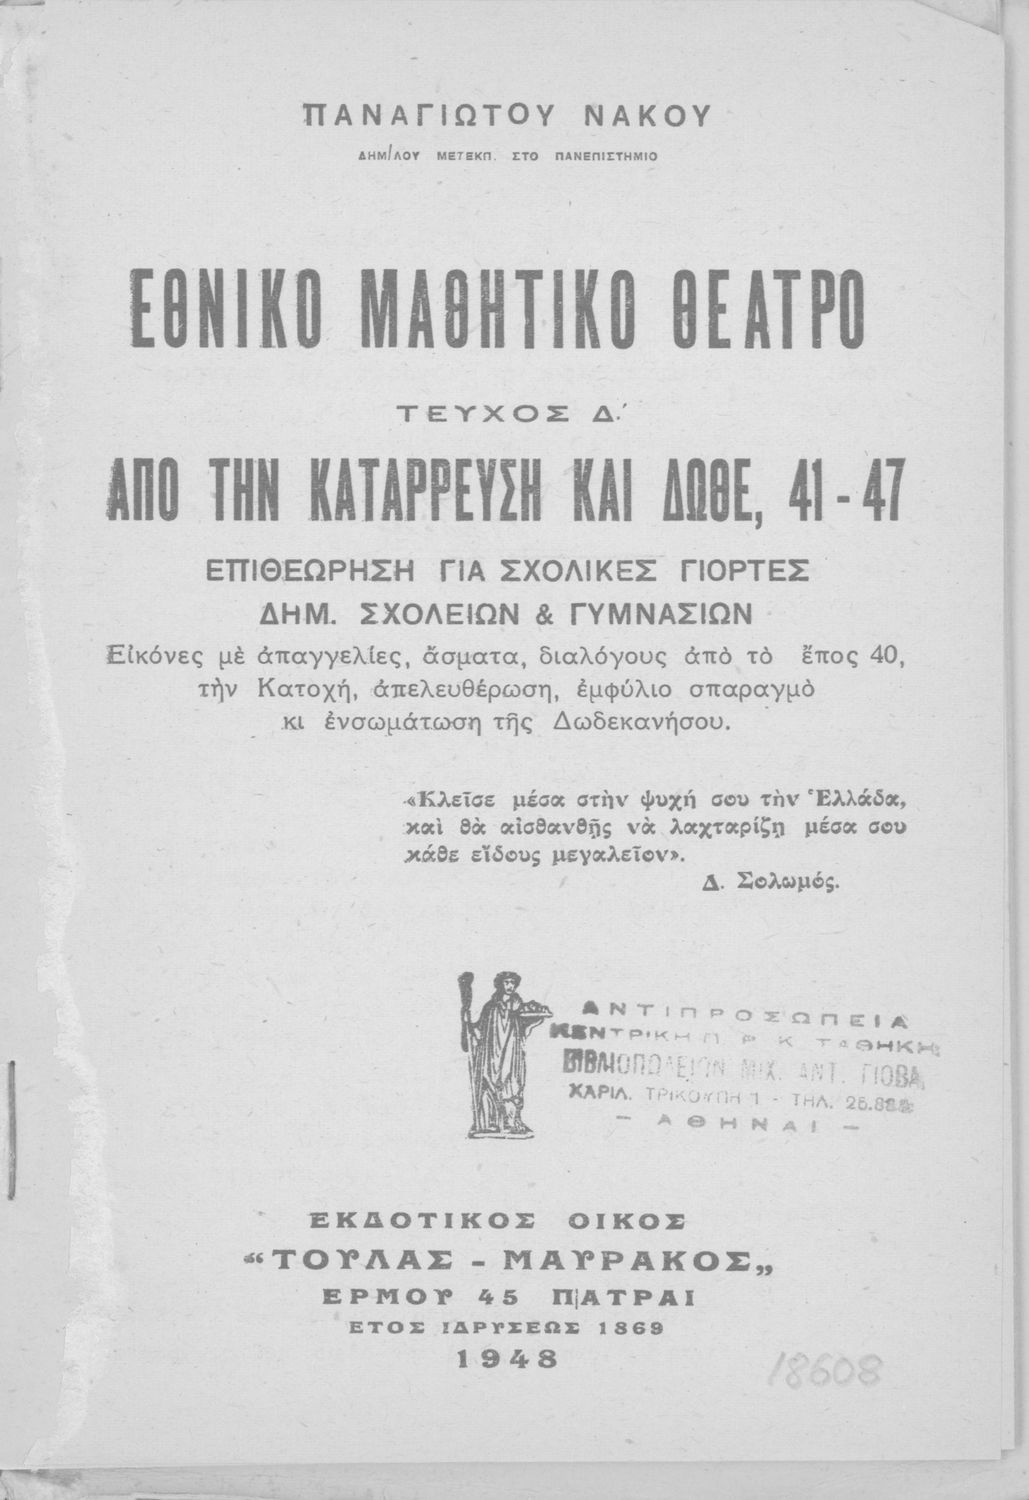 ΠΑΝΑΓΙΩΤΟΥ ΝΑΚΟΥ
ΔΗΜ/ΛΟΥ ΜΕΤΕΚΠ. ΣΤΟ ΠΑΝΕΠΙΣΤΗΜΙΟ
ΕΘΝΙΚΟ ΜΑΘΗΤΙΚΟ ΘΕΑΤΡΟ
ΤΕΥΧΟΣ Δ.΄
ΑΠΟ ΤΗΝ ΚΑΤΑΡΡΕΥΣΗ ΚΑΙ ΔΩΘΕ, 41 - 47
ΕΠΙΘΕΩΡΗΣΗ ΓΙΑ ΣΧΟΛΙΚΕΣ ΓΙΟΡΤΕΣ
ΔΗΜ. ΣΧΟΛΕΙΩΝ & ΓΥΜΝΑΣΙΩΝ
Εἰκόνες μὲ ἀπαγγελίες, ἄσματα, διαλόγους ἀπὸ τὸ ἔπος 40,
τὴν Κατοχή, ἀπελευθέρωση, ἐμφύλιο σπαραγμὸ
κι ἐνσωμάτωση τῆς Δωδεκανήσου.
«Κλεῖσε μέσα στὴν ψυχή σου τὴν Ἑλλάδα,
καὶ θὰ αἰσθανθῇς νὰ λαχταρίζῃ μέσα σου
κάθε εἴδους μεγαλεῖον».
Δ. Σολωμός.
ΑΝΤΙΠΡΟΣΩΠΕΙΑ
ΚΕΝΤΡΙΚΗ Π. Ρ. Κ. ΤΑΘΗΚΗ
ΒΙΒΛΙΟΠΩΛΕΙΟΝ ΜΙΧ. ΑΝΤ. ΓΙΟΒΑ
ΧΑΡΙΛ. ΤΡΙΚΟΥΠΗ 1 - ΤΗΛ.
- ΑΘΗΝΑΙ -
ΕΚΔΟΤΙΚΟΣ ΟΙΚΟΣ
“ΤΟΥΛΑΣ - ΜΑΥΡΑΚΟΣ„
ΕΡΜΟΥ 45 ΠΑΤΡΑΙ
ΕΤΟΣ ΙΔΡΥΣΕΩΣ 1869
1948
18608